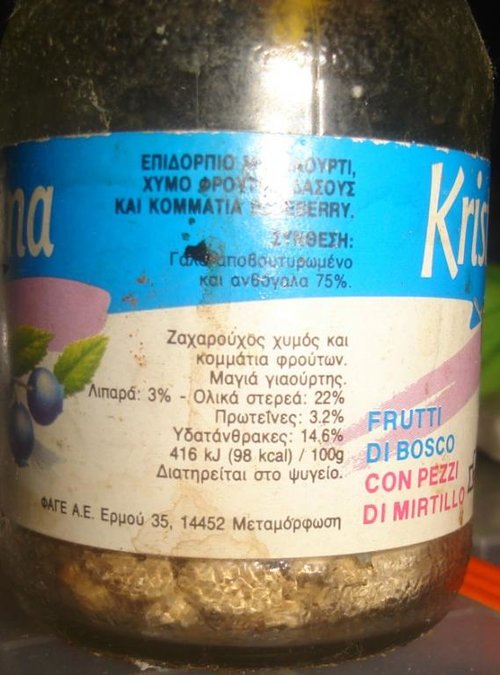 ΕΠΙΔΟΡΠΙΟ
ΧΥΜΟ ΔΑΣΟΥΣ
ΚΑΙ ΚΟΜΜΑΤΙΑ
ΣΥΝΘΕΣΗ:
αποβουτυρωμένο
και ανθόγαλα 75%.
Ζαχαρούχος χυμός και
κομμάτια φρούτων.
Μαγιά γιαούρτης.
Λιπαρά: 3% - Ολικά στερεά: 22%
Πρωτεΐνες: 3.2%
Υδατάνθρακες: 14.6%
416 kJ (98 kcal) / 100g
Διατηρείται στο ψυγείο.
ΦΑΓΕ Α.Ε. Ερμού 35, 14452 Μεταμόρφωση
na
Kris
FRUTTI
DI BOSCO
CON PEZZI
DI MIRTILLO